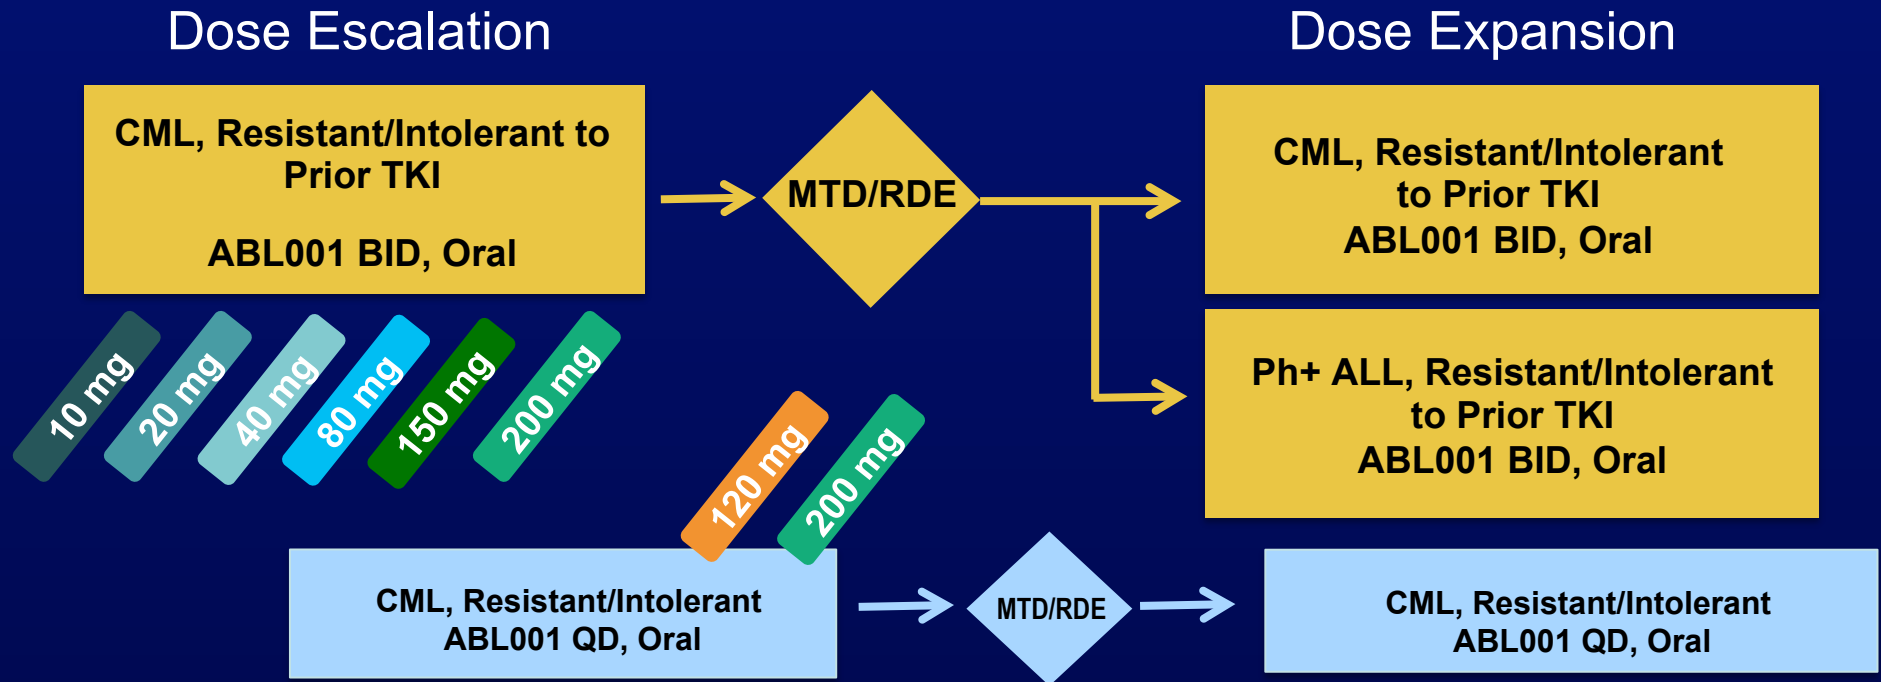 Dose Escalation
Dose Expansion
CML, Resistant/Intolerant to
Prior TKI
ABL001 BID, Oral
MTD/RDE
CML, Resistant/Intolerant
to Prior TKI
ABL001 BID, Oral
10 mg
20 mg
40 mg
80 mg
150 mg
200 mg
Ph+ ALL, Resistant/Intolerant
to Prior TKI
ABL001 BID, Oral
120 mg
200 mg
CML, Resistant/Intolerant
ABL001 QD, Oral
MTD/RDE
CML, Resistant/Intolerant
ABL001 QD, Oral